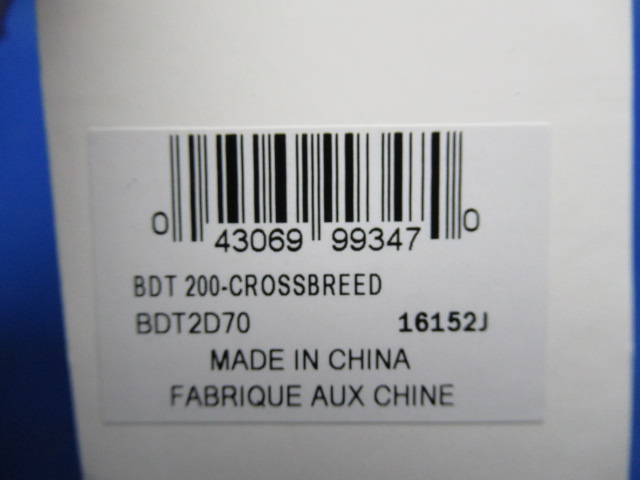 0 43069 99347 0
BDT 200-CROSSBREED
BDT2D70 16152J
MADE IN CHINA
FABRIQUE AUX CHINE